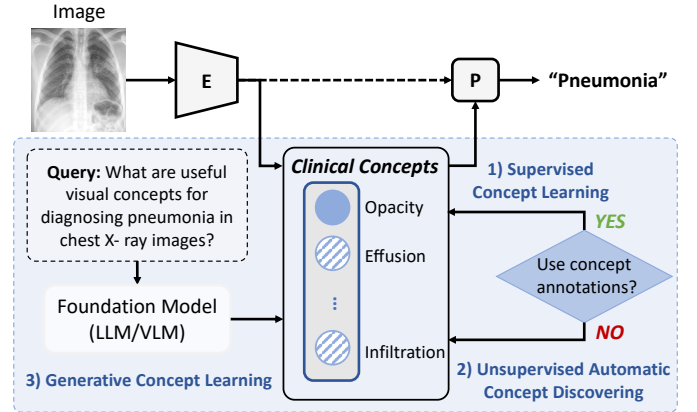 Image
E
P
“Pneumonia”
Query: What are useful
visual concepts for
diagnosing pneumonia in
chest X- ray images?
Foundation Model
(LLM/VLM)
3) Generative Concept Learning
Clinical Concepts
Opacity
Effusion
...
Infiltration
1) Supervised
Concept Learning
YES
Use concept
annotations?
NO
2) Unsupervised Automatic
Concept Discovering